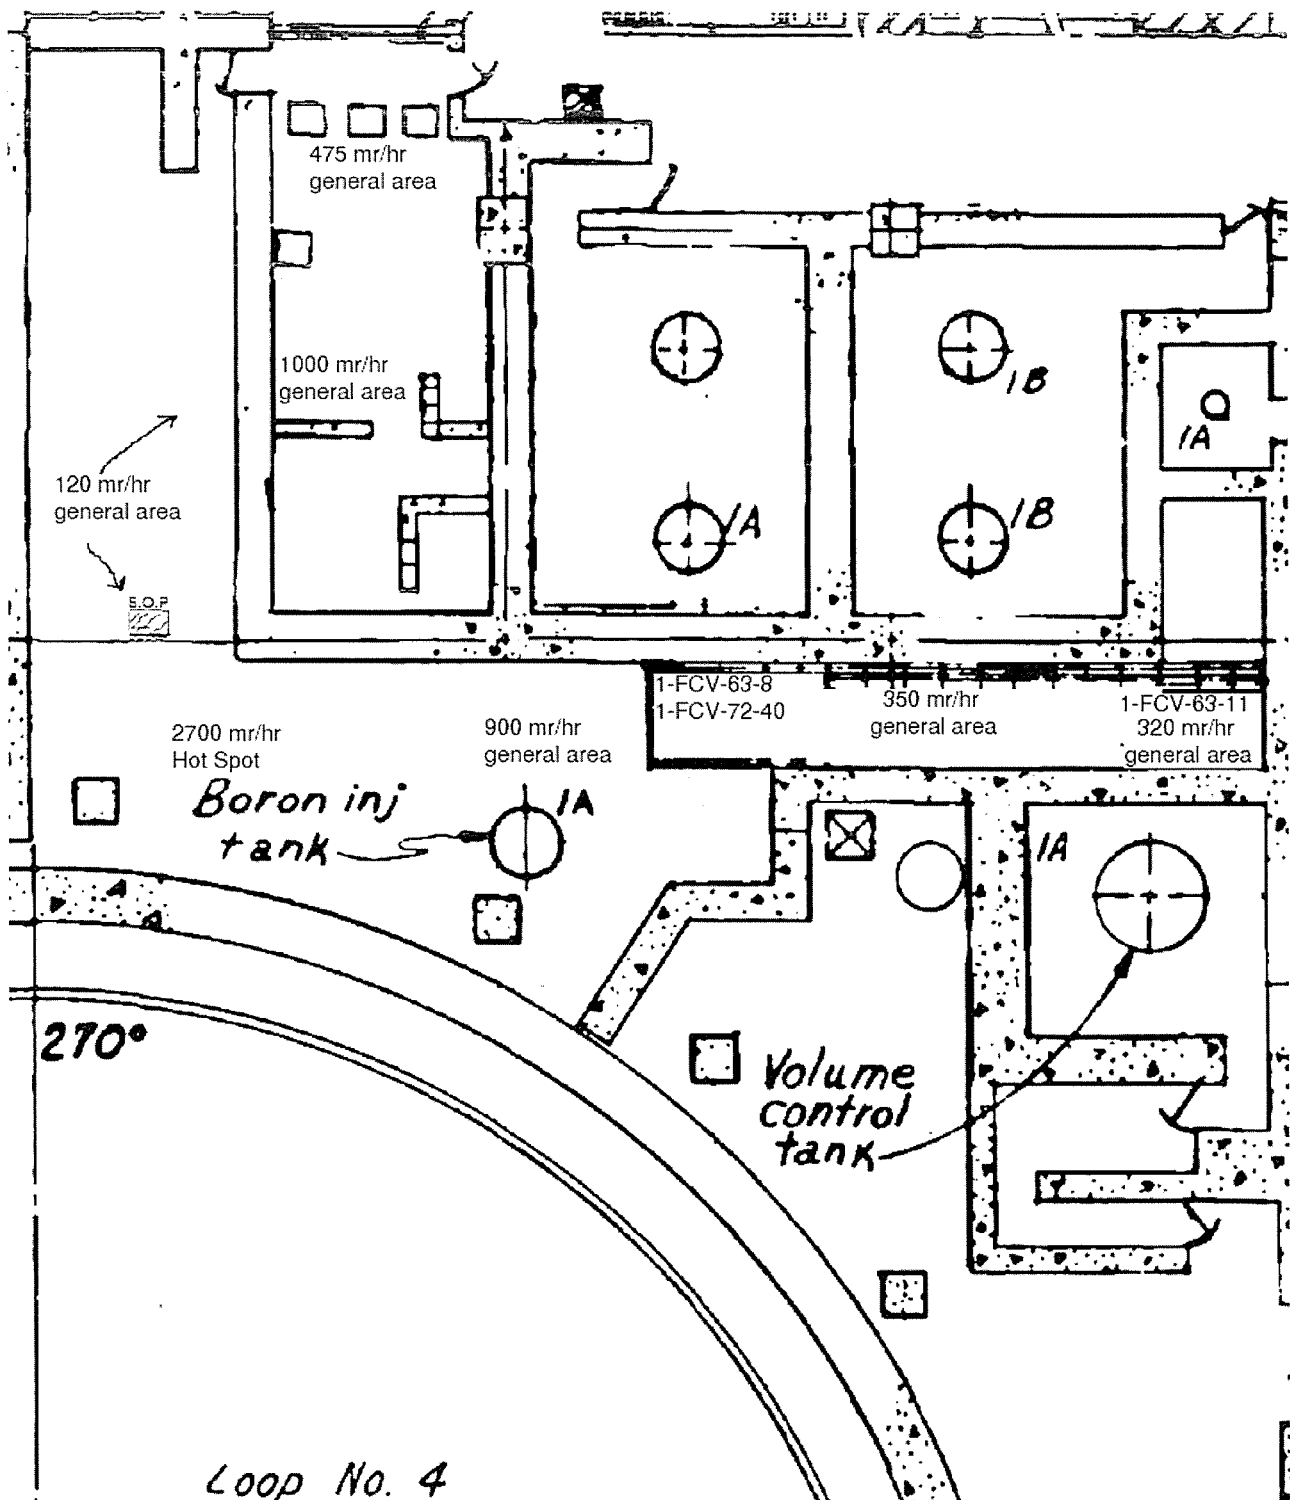 475 mr/hr
general area
1000 mr/hr
general area
1B
1A
120 mr/hr
general area
1A
1B
S.O.P
1-FCV-63-8
1-FCV-72-40
350 mr/hr
general area
1-FCV-63-11
320 mr/hr
general area
2700 mr/hr
Hot Spot
900 mr/hr
general area
Boron inj
tank
1A
1A
270°
Volume
control
tank
Loop No. 4